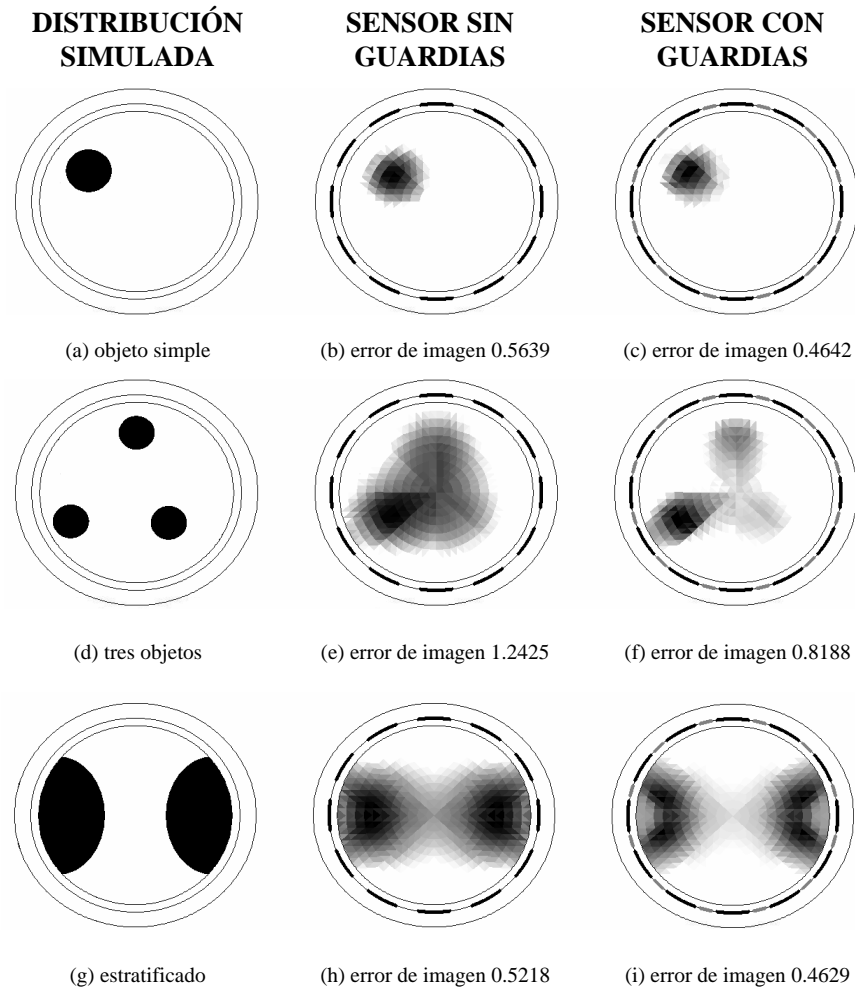 DISTRIBUCIÓN
SIMULADA
SENSOR SIN
GUARDIAS
SENSOR CON
GUARDIAS
(a) objeto simple
(b) error de imagen 0.5639
(c) error de imagen 0.4642
(d) tres objetos
(e) error de imagen 1.2425
(f) error de imagen 0.8188
(g) estratificado
(h) error de imagen 0.5218
(i) error de imagen 0.4629